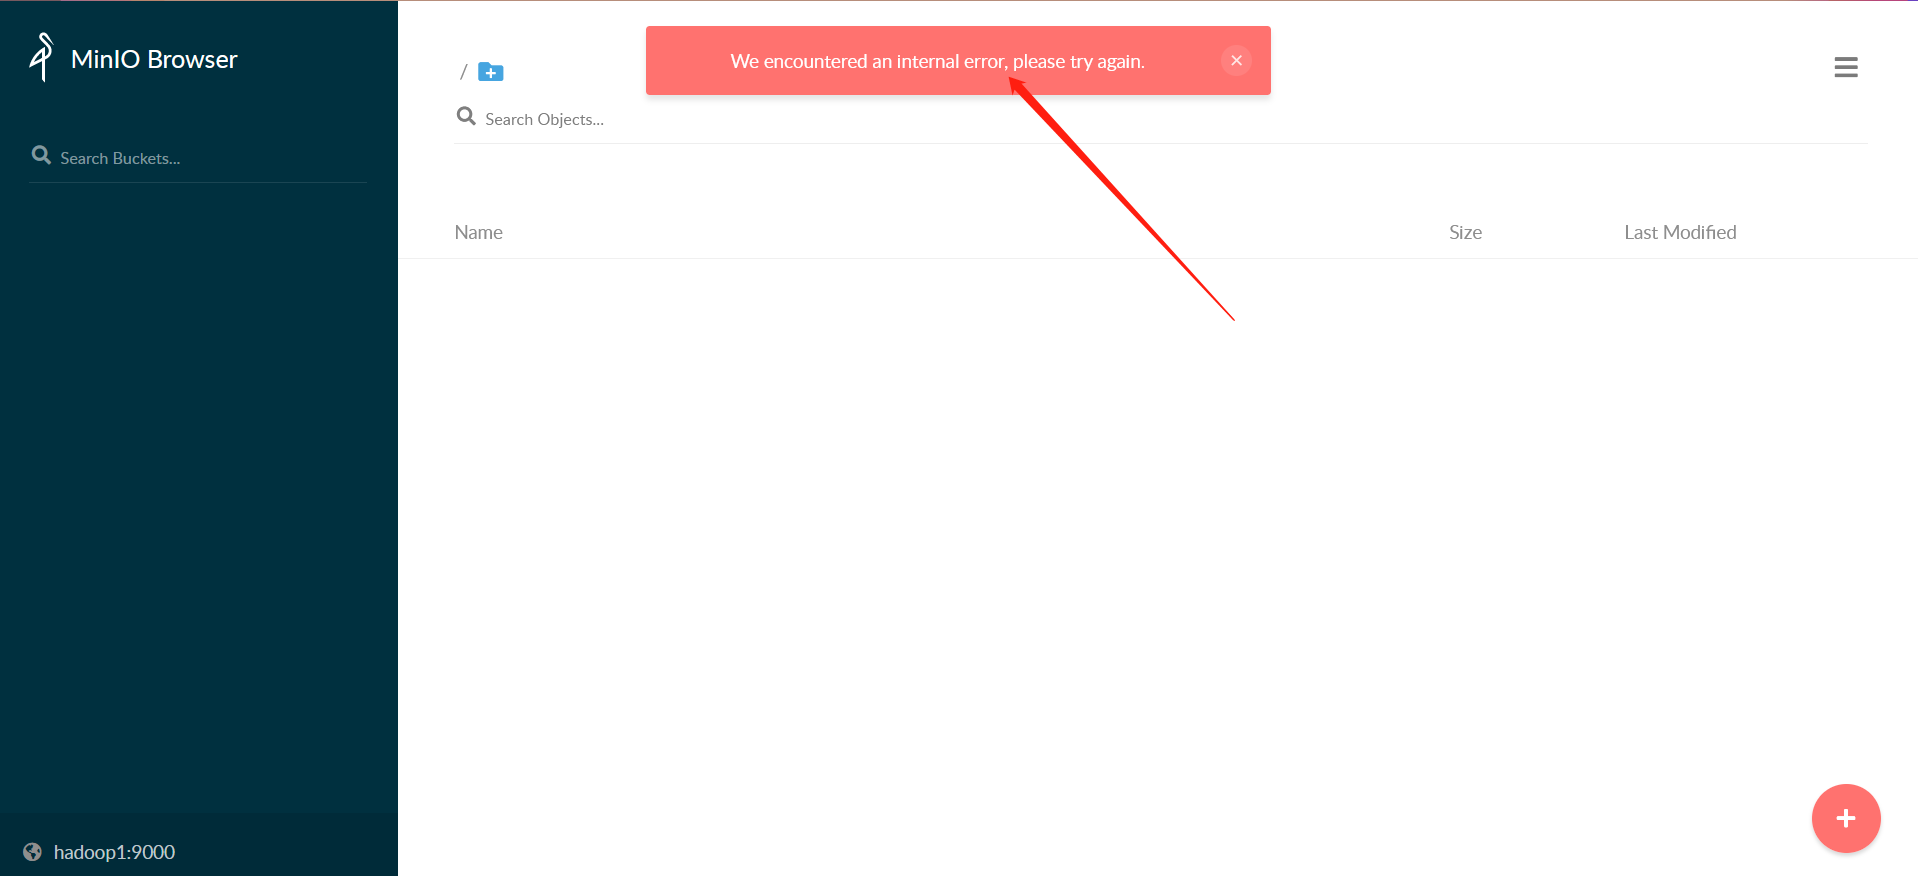 MinIO Browser
Search Buckets...
hadoop1:9000
/
We encountered an internal error, please try again.
Search Objects...
Name Size Last Modified